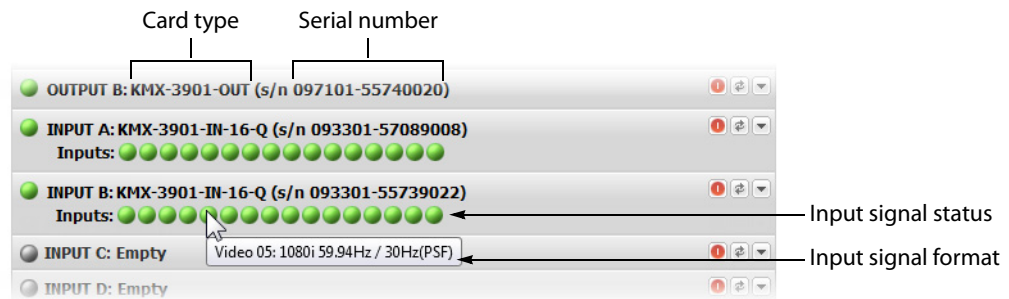 Card type Serial number
OUTPUT B: KMX-3901-OUT (s/n 097101-55740020)
INPUT A: KMX-3901-IN-16-Q (s/n 093301-57089008)
Inputs:
INPUT B: KMX-3901-IN-16-Q (s/n 093301-55739022)
Inputs:
Input signal status
INPUT C: Empty
Video 05: 1080i 59.94Hz / 30Hz(PSF)
Input signal format
INPUT D: Empty